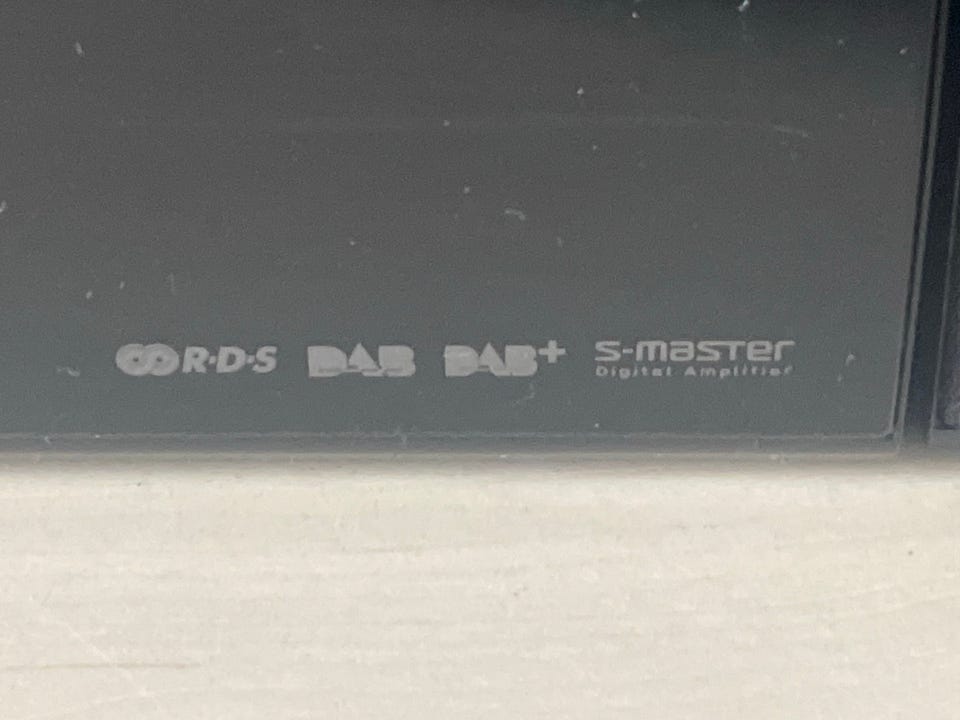 R·D·S DAB DAB+ S-master
Digital Amplifier